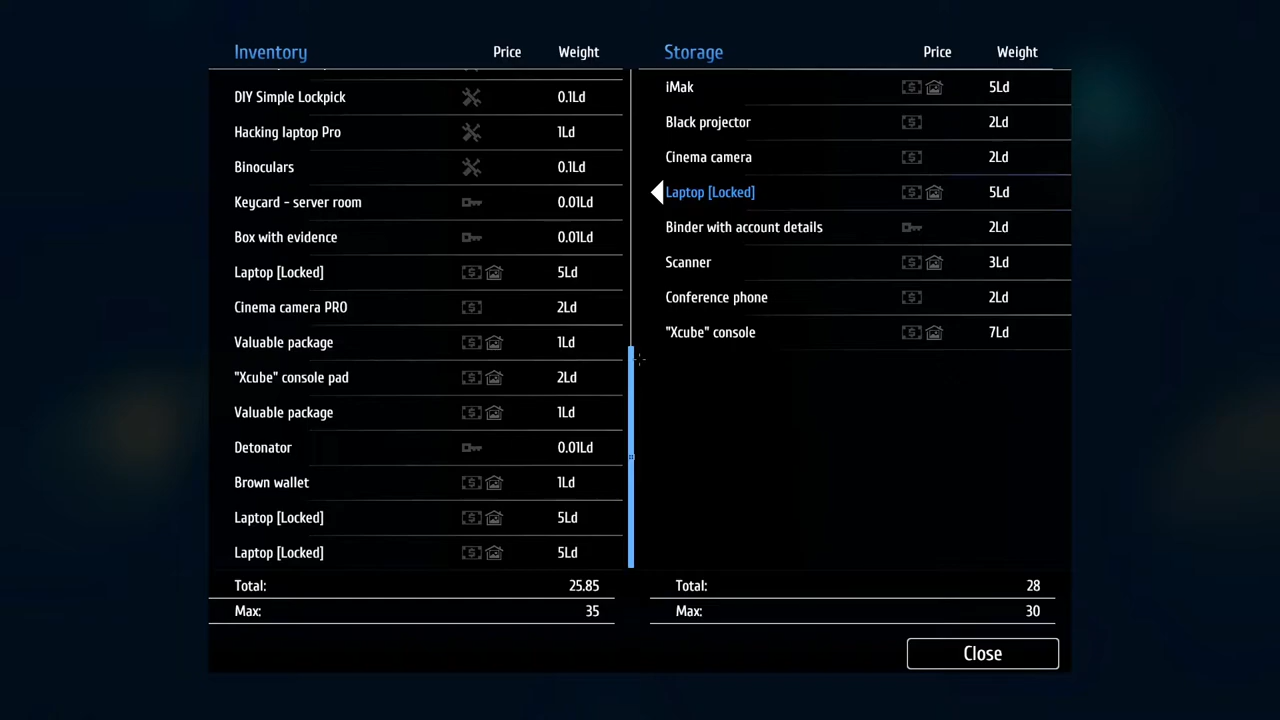 Inventory Price Weight Storage Price Weight
DIY Simple Lockpick 0.1Ld
Hacking laptop Pro 1Ld
Binoculars 0.1Ld
Keycard - server room 0.01Ld
Box with evidence 0.01Ld
Laptop [Locked] 5Ld
Cinema camera PRO 2Ld
Valuable package 1Ld
"Xcube" console pad 2Ld
Valuable package 1Ld
Detonator 0.01Ld
Brown wallet 1Ld
Laptop [Locked] 5Ld
Laptop [Locked] 5Ld
Total: 25.85
Max: 35
iMak 5Ld
Black projector 2Ld
Cinema camera 2Ld
Laptop [Locked] 5Ld
Binder with account details 2Ld
Scanner 3Ld
Conference phone 2Ld
"Xcube" console 7Ld
Total: 28
Max: 30
Close